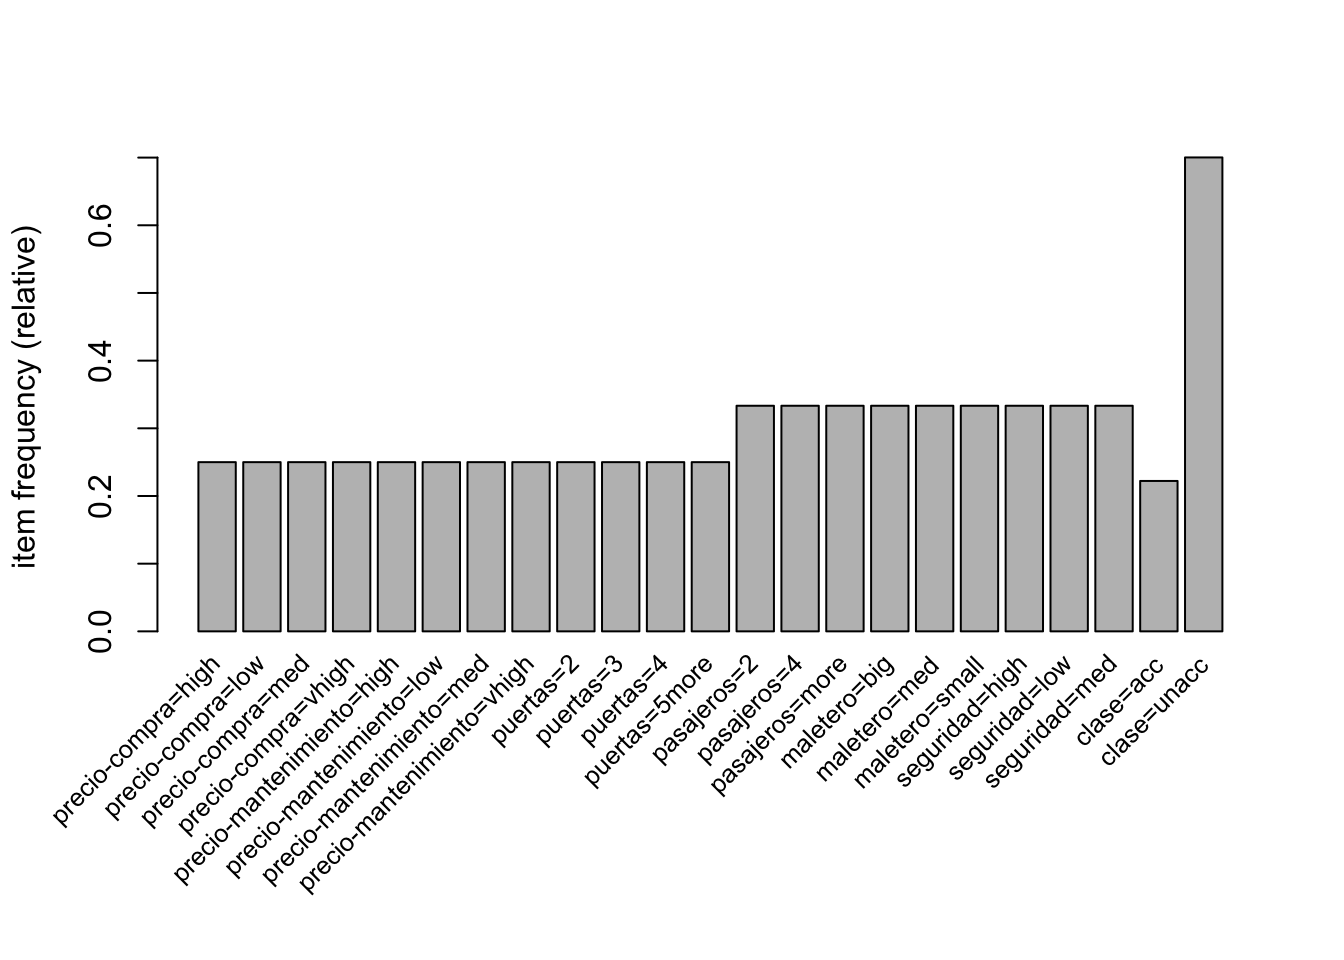 item frequency (relative)
0.0
0.2
0.4
0.6
precio-compra=high
precio-compra=low
precio-compra=med
precio-compra=vhigh
precio-mantenimiento=high
precio-mantenimiento=low
precio-mantenimiento=med
precio-mantenimiento=vhigh
puertas=2
puertas=3
puertas=4
puertas=5more
pasajeros=2
pasajeros=4
pasajeros=more
maletero=big
maletero=med
maletero=small
seguridad=high
seguridad=low
seguridad=med
clase=acc
clase=unacc